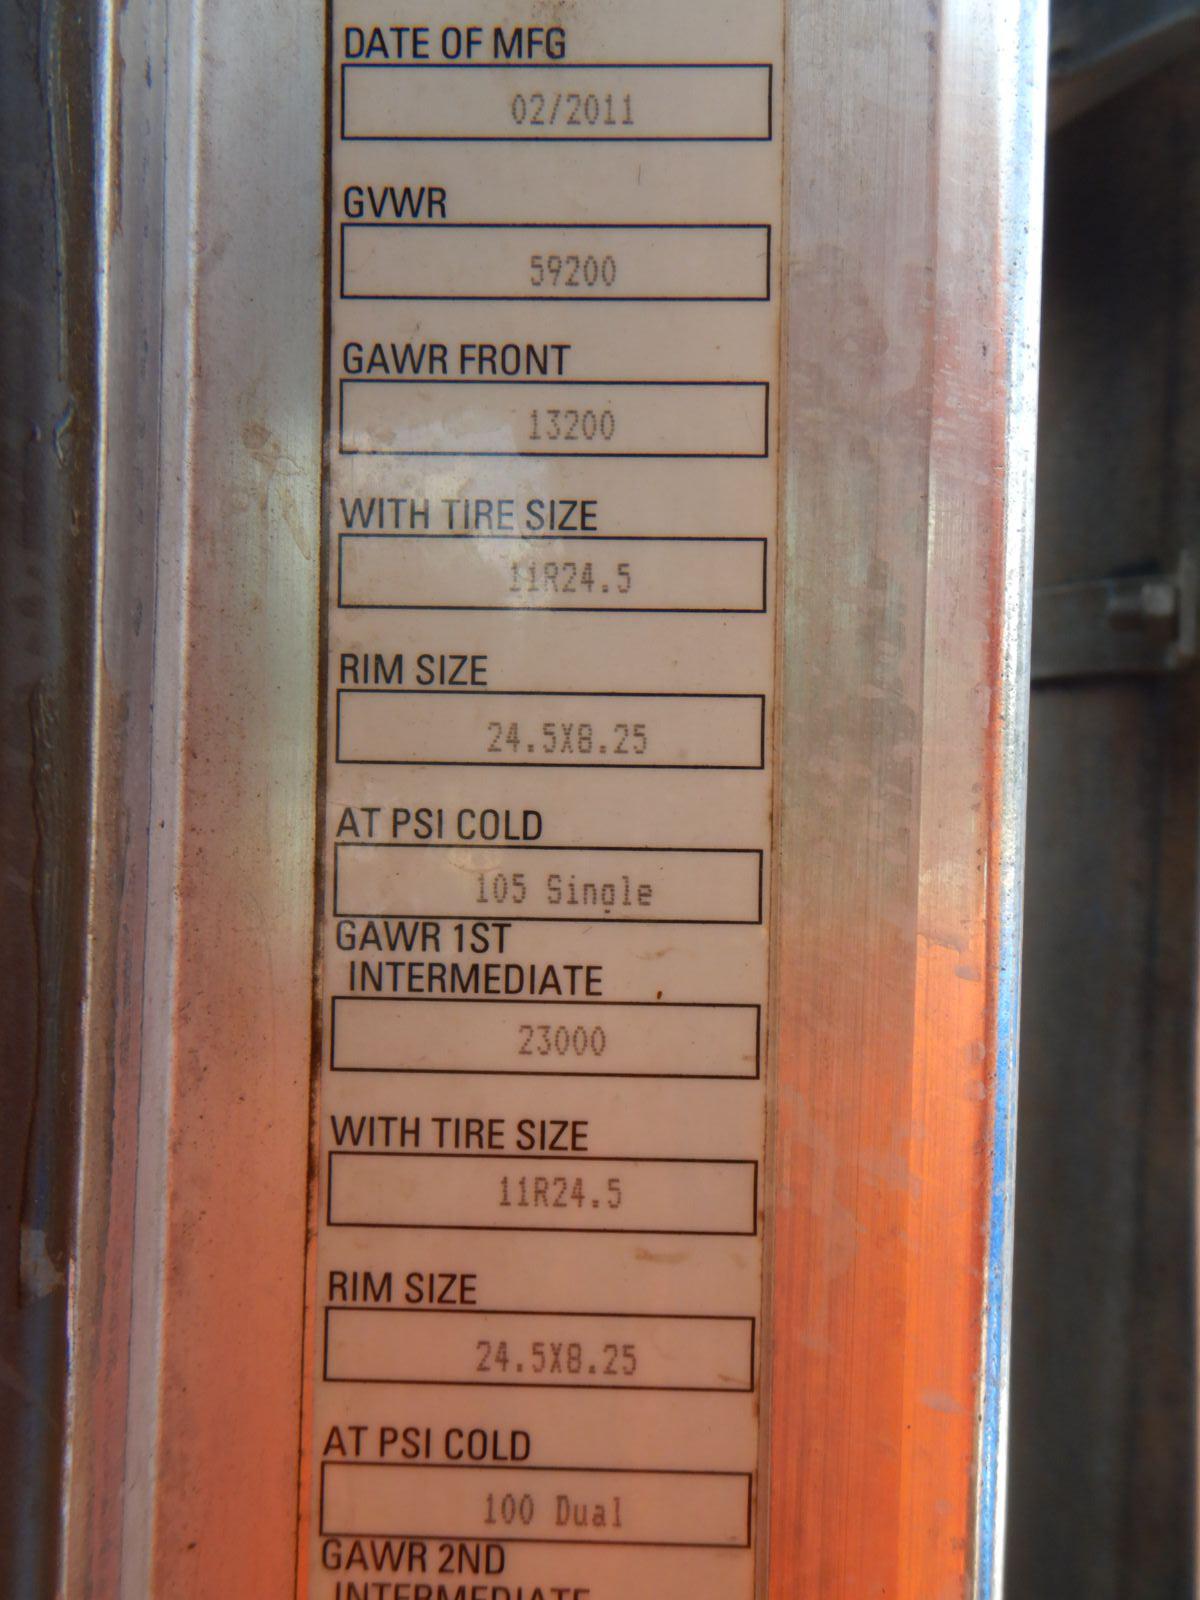 DATE OF MFG
02/2011
GVWR
59200
GAWR FRONT
13200
WITH TIRE SIZE
11R24.5
RIM SIZE
24.5X8.25
AT PSI COLD
105 Single
GAWR 1ST
INTERMEDIATE
23000
WITH TIRE SIZE
11R24.5
RIM SIZE
24.5X8.25
AT PSI COLD
100 Dual
GAWR 2ND
INTERMEDIATE